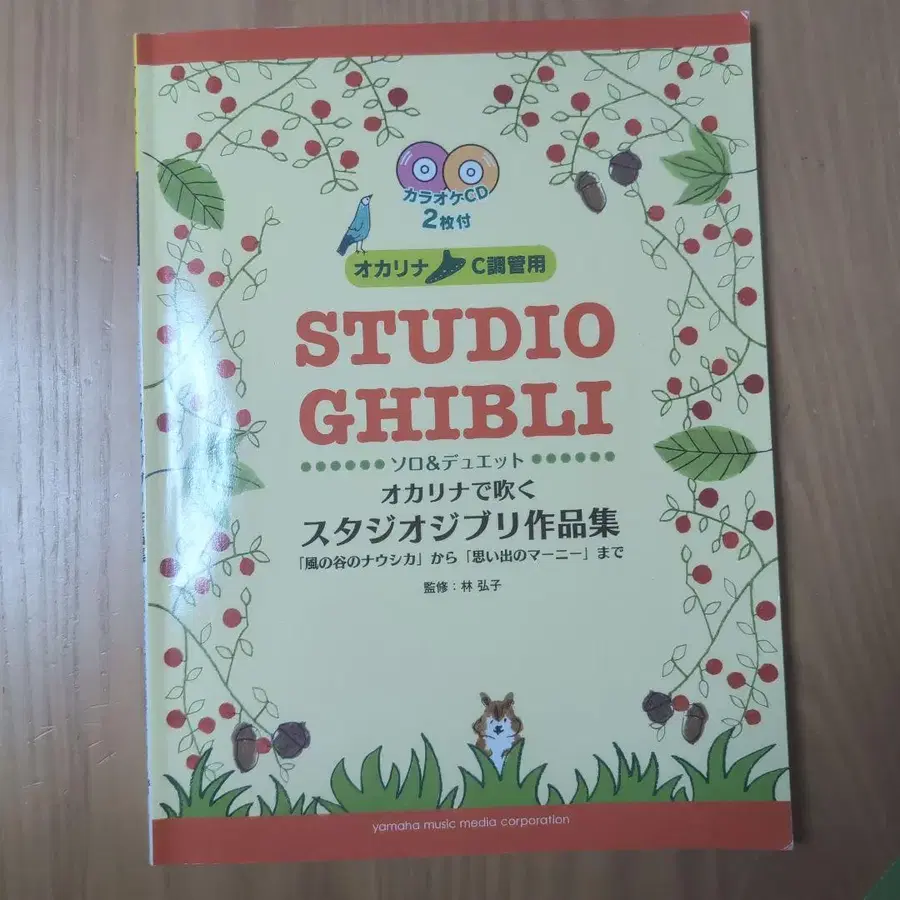 カラオケCD
2枚付
オカリナ C調管用
STUDIO
GHIBLI
ソロ&デュエット
オカリナで吹く
スタジオジブリ作品集
「風の谷のナウシカ」から「思い出のマーニー」まで
監修:林 弘子
yamaha music media corporation